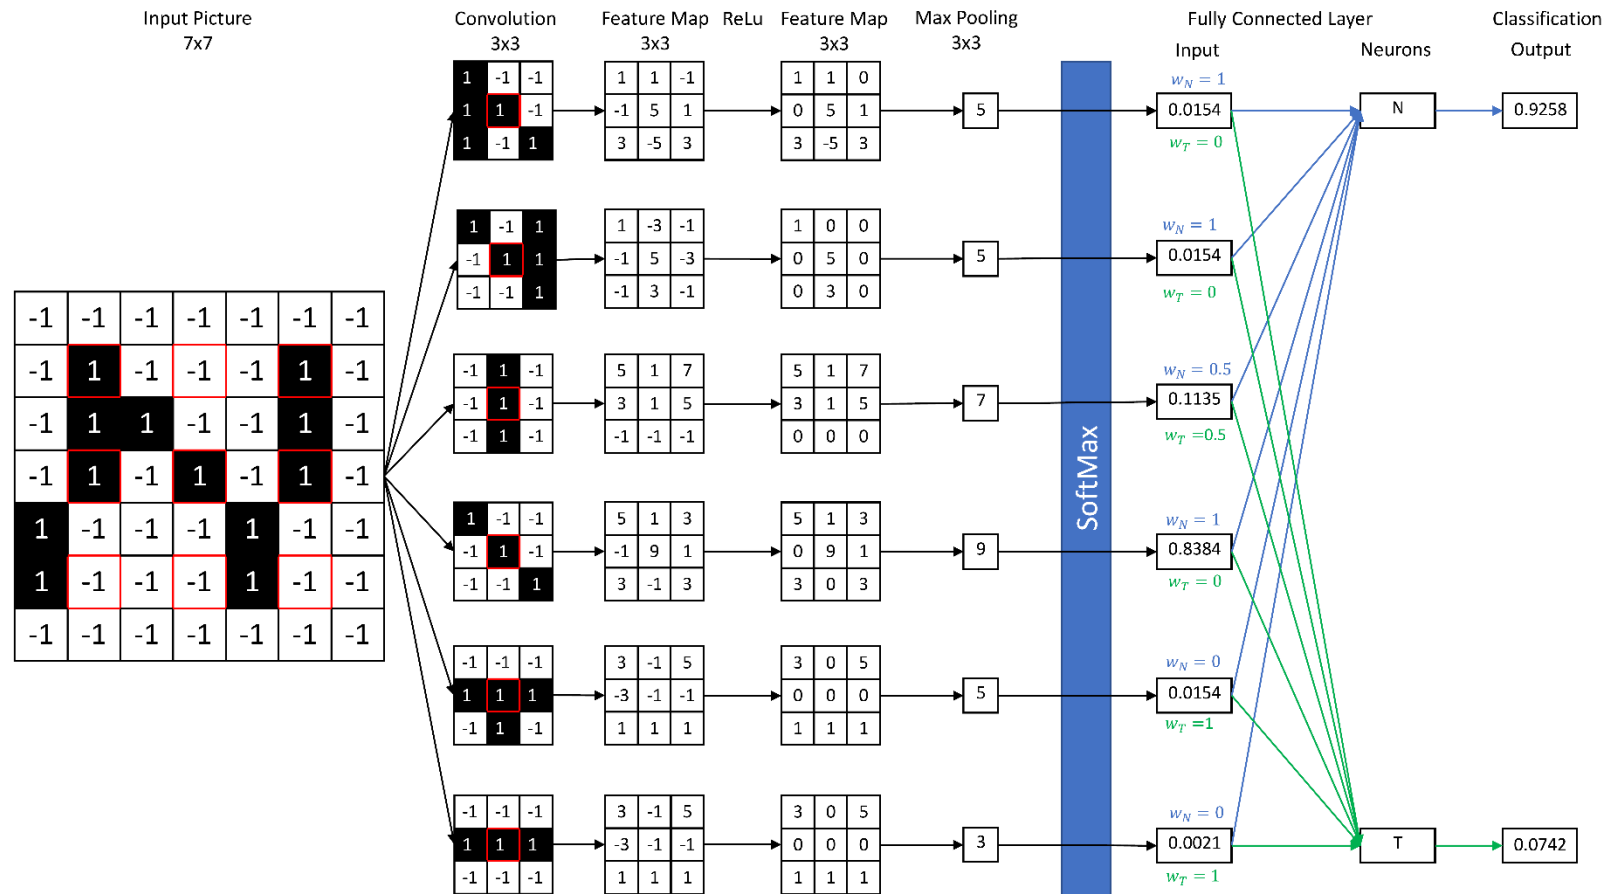 Input Picture
7x7
Convolution
3x3
Feature Map
3x3
ReLu
Feature Map
3x3
Max Pooling
3x3
Fully Connected Layer
Input
Neurons
Classification
Output
-1 -1 -1 -1 -1 -1 -1
-1 1 -1 -1 -1 1 -1
-1 1 1 -1 -1 1 -1
-1 1 -1 1 -1 1 -1
1 -1 -1 -1 1 -1 -1
1 -1 -1 -1 1 -1 -1
-1 -1 -1 -1 -1 -1 -1
1 -1 -1
1 1 -1
1 -1 1
1 1 -1
-1 5 1
3 -5 3
1 1 0
0 5 1
3 -5 3
5
w_N = 1
0.0154
w_T = 0
N
0.9258
1 -1 1
-1 1 1
-1 -1 1
1 -3 -1
-1 5 -3
-1 3 -1
1 0 0
0 5 0
0 3 0
5
w_N = 1
0.0154
w_T = 0
-1 1 -1
-1 1 -1
-1 1 -1
5 1 7
3 1 5
-1 -1 -1
5 1 7
3 1 5
0 0 0
7
w_N = 0.5
0.1135
w_T =0.5
SoftMax
1 -1 -1
-1 1 -1
-1 -1 1
5 1 3
-1 9 1
3 -1 3
5 1 3
0 9 1
3 0 3
9
w_N = 1
0.8384
w_T = 0
-1 -1 -1
1 1 1
-1 1 -1
3 -1 5
-3 -1 -1
1 1 1
3 0 5
0 0 0
1 1 1
5
w_N = 0
0.0154
w_T =1
-1 -1 -1
1 1 1
-1 -1 -1
3 -1 5
-3 -1 -1
1 1 1
3 0 5
0 0 0
1 1 1
3
w_N = 0
0.0021
w_T = 1
T
0.0742